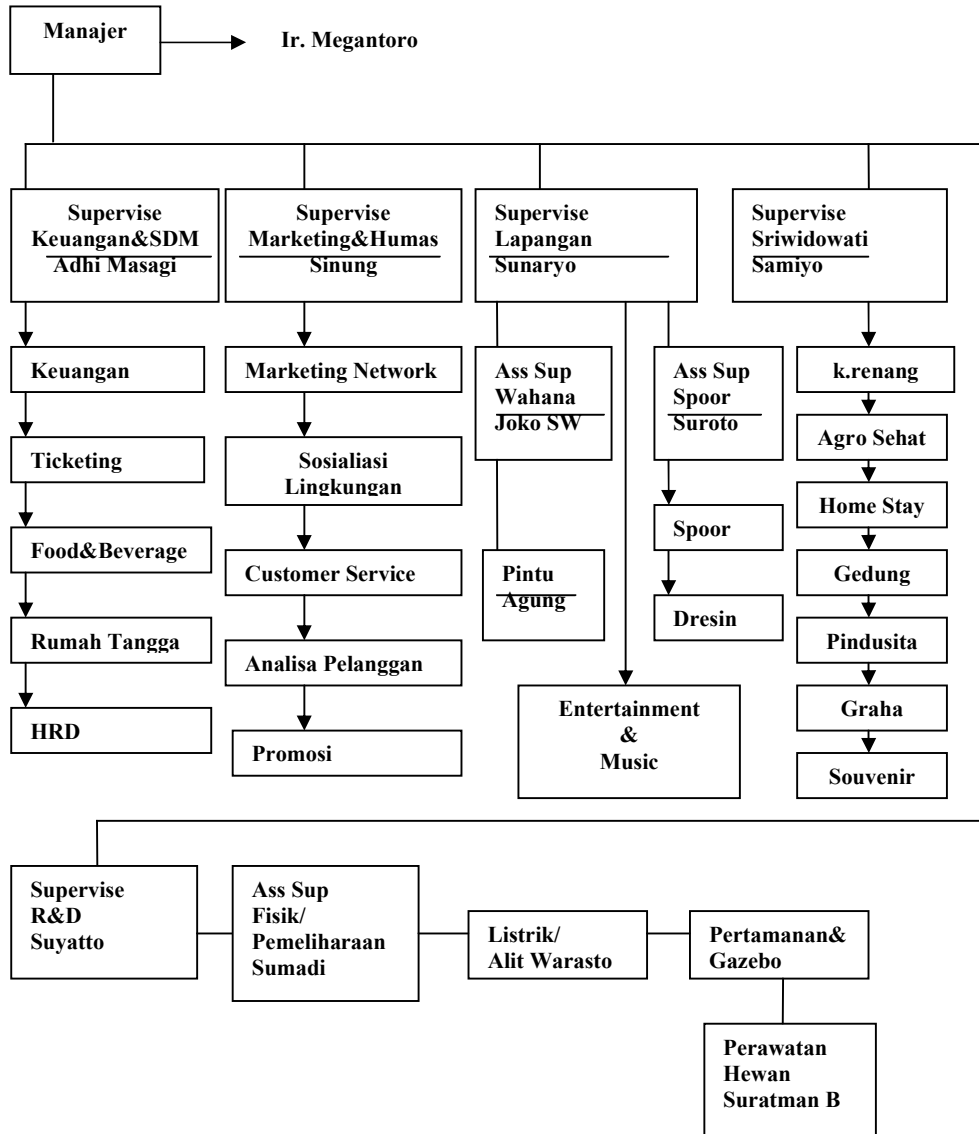 Manajer
Ir. Megantoro
Supervise
Keuangan&SDM
Adhi Masagi
Supervise
Marketing&Humas
Sinung
Supervise
Lapangan
Sunaryo
Supervise
Sriwidowati
Samiyo
Keuangan
Ticketing
Food&Beverage
Rumah Tangga
HRD
Marketing Network
Sosialiasi
Lingkungan
Customer Service
Analisa Pelanggan
Promosi
Ass Sup
Wahana
Joko SW
Pintu
Agung
Ass Sup
Spoor
Suroto
Spoor
Dresin
Entertainment
&
Music
k.renang
Agro Sehat
Home Stay
Gedung
Pindusita
Graha
Souvenir
Supervise
R&D
Suyatto
Ass Sup
Fisik/
Pemeliharaan
Sumadi
Listrik/
Alit Warasto
Pertamanan&
Gazebo
Perawatan
Hewan
Suratman B